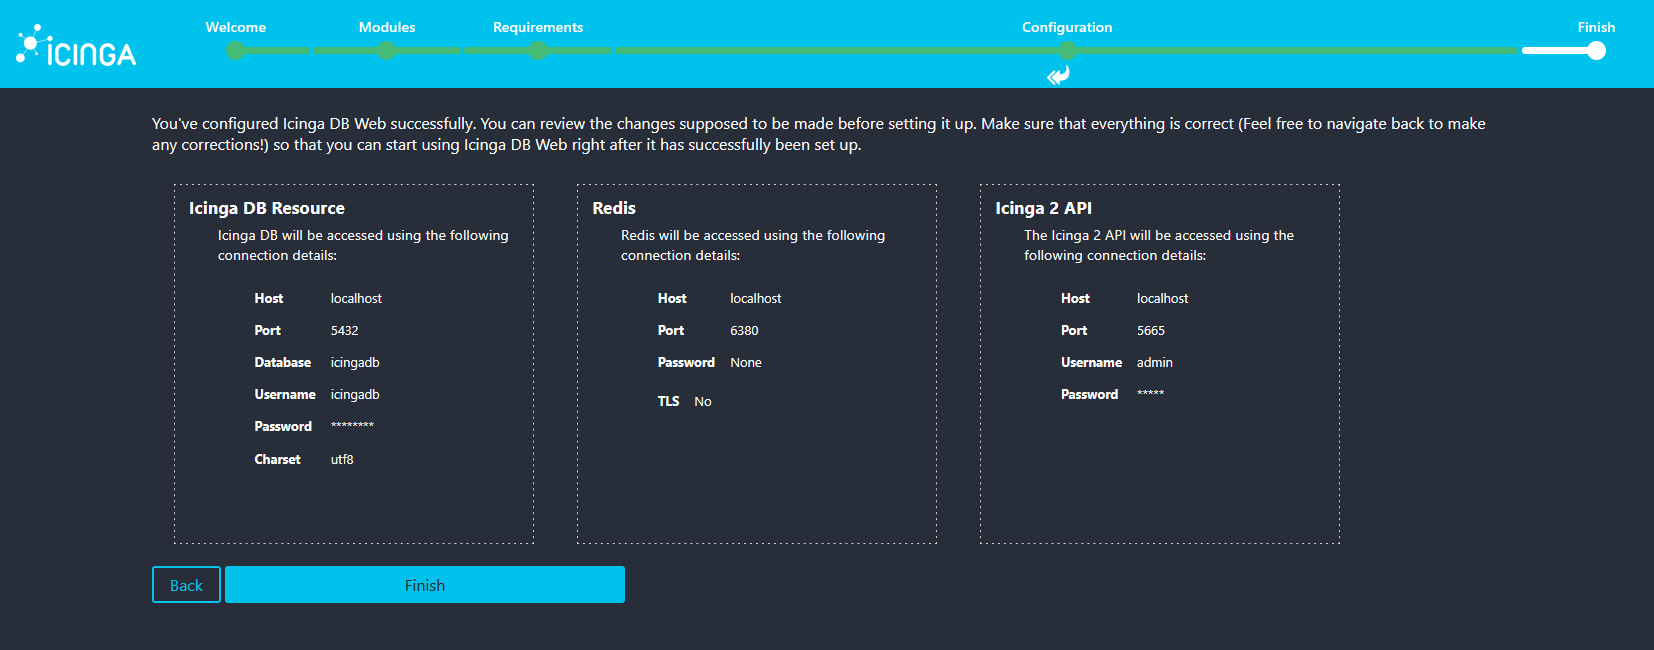 Welcome
Modules
Requirements
Configuration
Finish
ICINGA
You've configured Icinga DB Web successfully. You can review the changes supposed to be made before setting it up. Make sure that everything is correct (Feel free to navigate back to make
any corrections!) so that you can start using Icinga DB Web right after it has successfully been set up.
Icinga DB Resource
Icinga DB will be accessed using the following
connection details:
Host localhost
Port 5432
Database icingadb
Username icingadb
Password ********
Charset utf8
Redis
Redis will be accessed using the following
connection details:
Host localhost
Port 6380
Password None
TLS No
Icinga 2 API
The Icinga 2 API will be accessed using the
following connection details:
Host localhost
Port 5665
Username admin
Password *****
Back
Finish